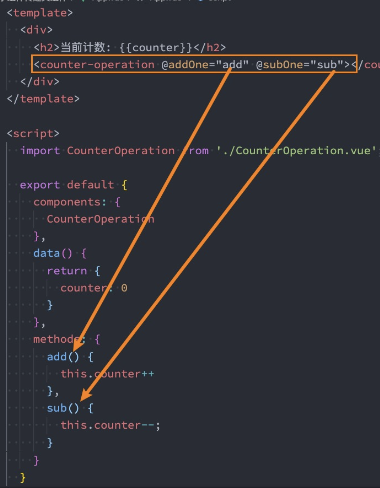 <template>
<div>
<h2>当前计数: {{counter}}</h2>
<counter-operation @addOne="add" @subOne="sub"></cou
</div>
</template>
<script>
import CounterOperation from './CounterOperation.vue'
export default {
components: {
CounterOperation
},
data() {
return {
counter: 0
}
},
methods: {
add() {
this.counter++
},
sub() {
this.counter--;
}
}
}